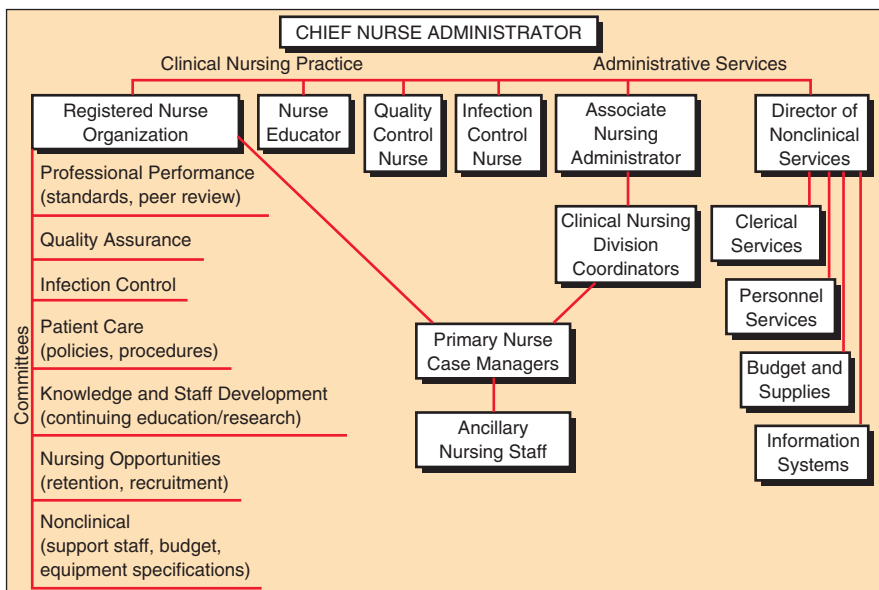 CHIEF NURSE ADMINISTRATOR
Clinical Nursing Practice
Administrative Services
Registered Nurse
Organization
Nurse
Educator
Quality
Control
Nurse
Infection
Control
Nurse
Associate
Nursing
Administrator
Director of
Nonclinical
Services
Committees
Professional Performance
(standards, peer review)
Quality Assurance
Infection Control
Patient Care
(policies, procedures)
Knowledge and Staff Development
(continuing education/research)
Nursing Opportunities
(retention, recruitment)
Nonclinical
(support staff, budget,
equipment specifications)
Clinical Nursing
Division
Coordinators
Primary Nurse
Case Managers
Ancillary
Nursing Staff
Clerical
Services
Personnel
Services
Budget and
Supplies
Information
Systems